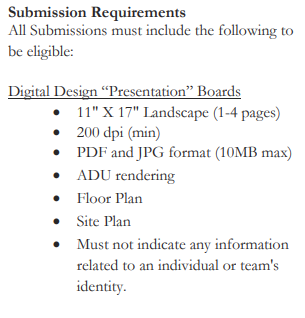 Submission Requirements
All Submissions must include the following to
be eligible:
Digital Design “Presentation” Boards
• 11" X 17" Landscape (1-4 pages)
• 200 dpi (min)
• PDF and JPG format (10MB max)
• ADU rendering
• Floor Plan
• Site Plan
• Must not indicate any information
related to an individual or team's
identity.